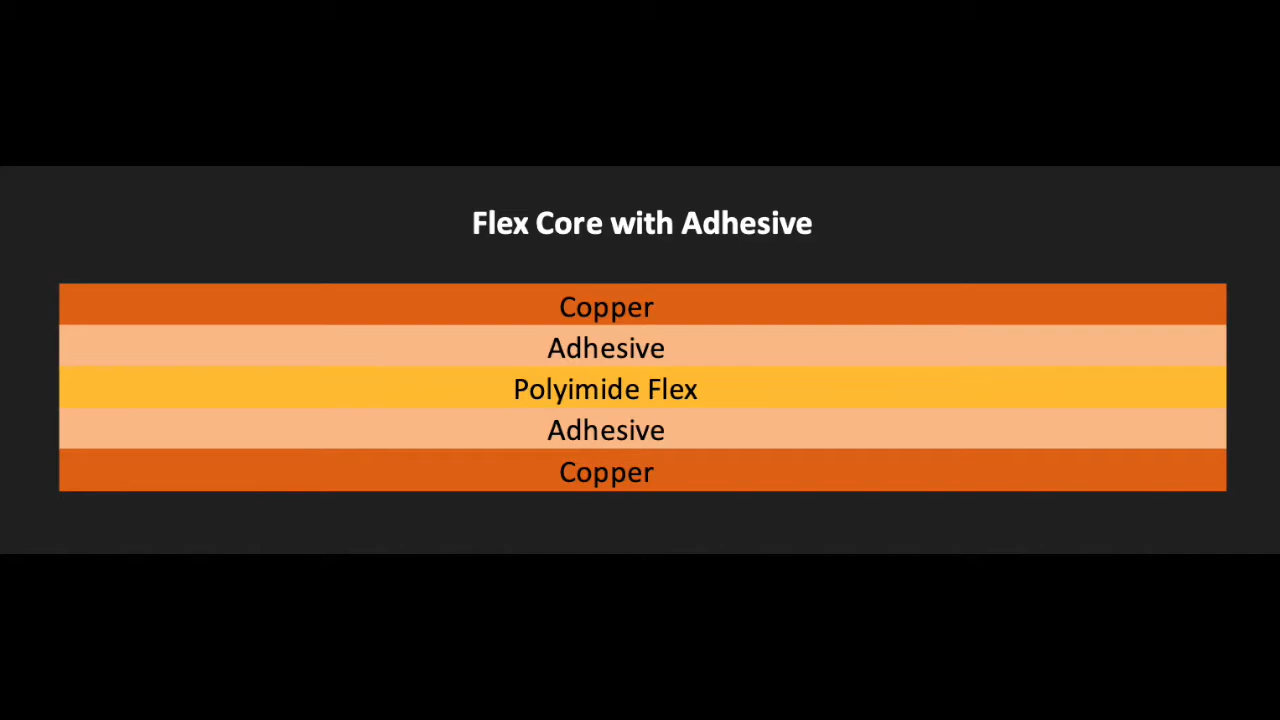 Flex Core with Adhesive
Copper
Adhesive
Polyimide Flex
Adhesive
Copper